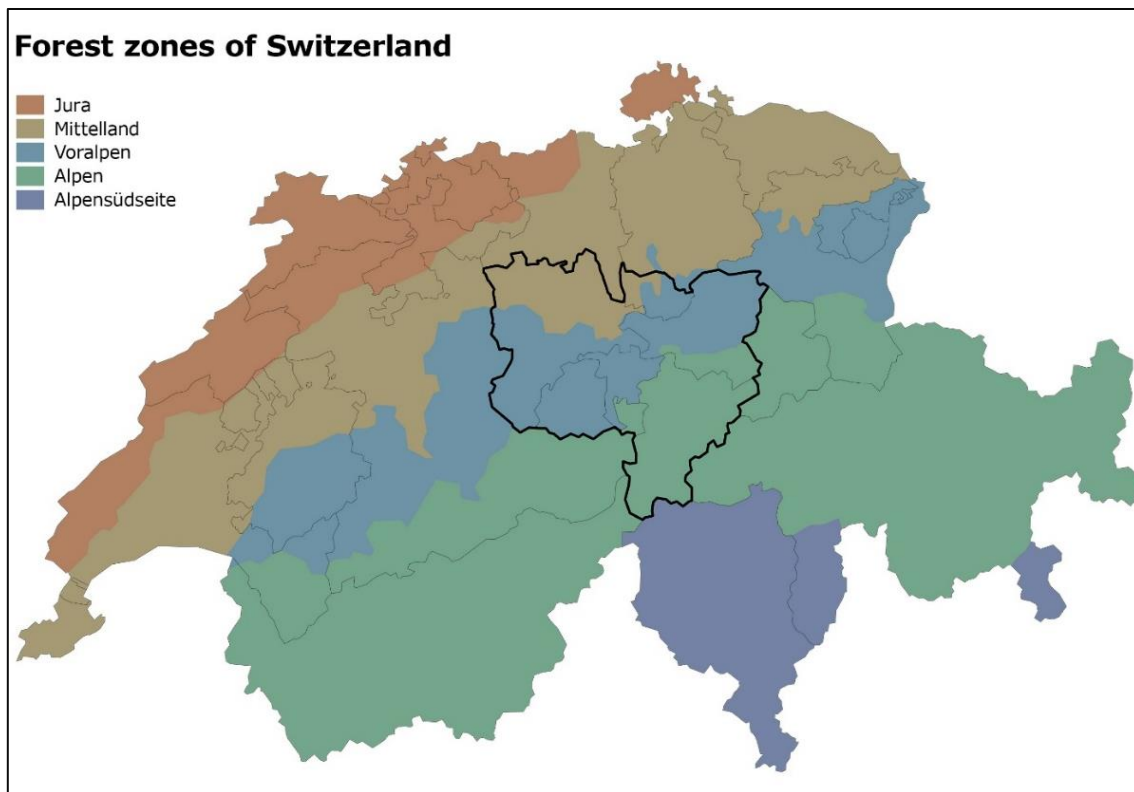 Forest zones of Switzerland
Jura
Mittelland
Voralpen
Alpen
Alpensüdseite